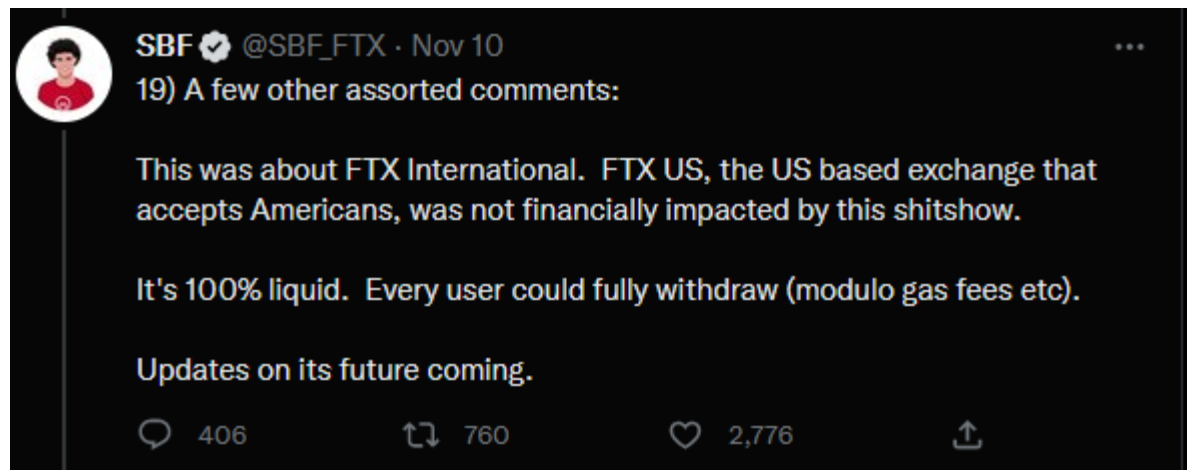 SBF @SBF_FTX · Nov 10
19) A few other assorted comments:
This was about FTX International.  FTX US, the US based exchange that
accepts Americans, was not financially impacted by this shitshow.
It's 100% liquid.  Every user could fully withdraw (modulo gas fees etc).
Updates on its future coming.
406 760 2,776